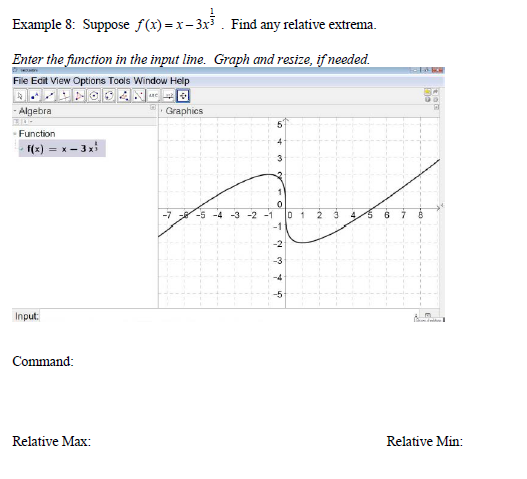 Example 8: Suppose f(x) = x − 3x^(1/3) . Find any relative extrema.
Enter the function in the input line. Graph and resize, if needed.
File Edit View Options Tools Window Help
ABC
Algebra
Graphics
Function
f(x) = x − 3 x^(1/3)
5
4
3
2
1
0
-7 -6 -5 -4 -3 -2 -1 0 1 2 3 4 5 6 7 8
-1
-2
-3
-4
-5
Input:
Command:
Relative Max: Relative Min: